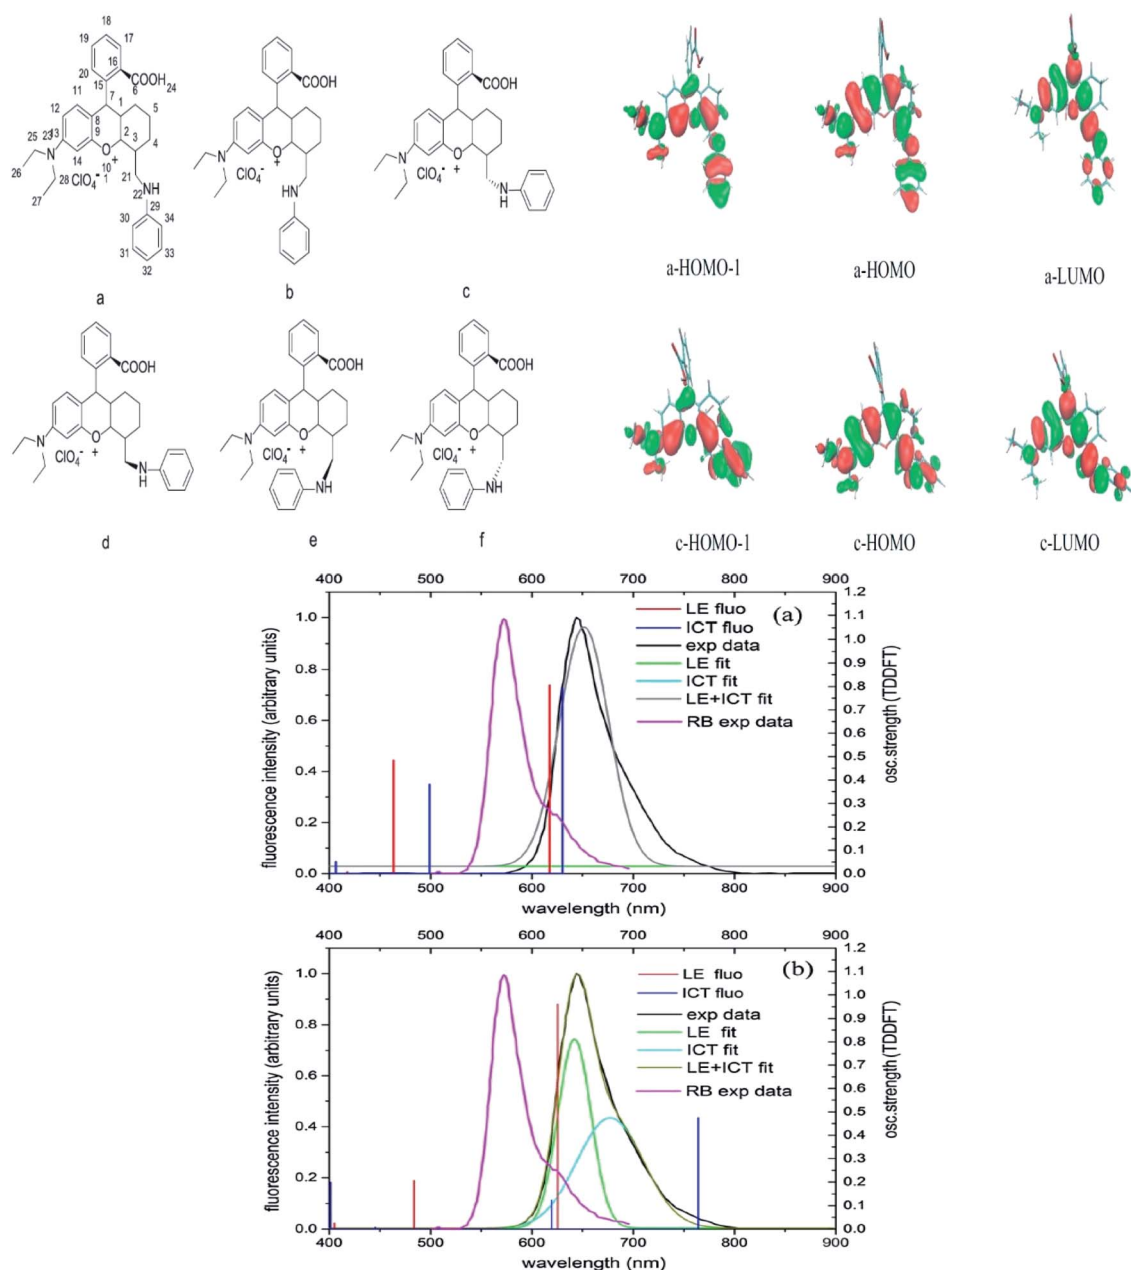 18
19
17
16
20
COOH
15
6
24
11
7
12
1
5
8
13
9
2
3
4
25
23
N
14
O
10
+
1
26
28
ClO4-
21
27
22
NH
29
30
34
31
33
32
a
COOH
N
O
+
ClO4-
HN
b
COOH
N
O
ClO4-
+
NH
c
a-HOMO-1
a-HOMO
a-LUMO
COOH
N
O
ClO4-
+
NH
d
COOH
N
O
ClO4-
+
NH
e
COOH
N
O
ClO4-
+
NH
f
c-HOMO-1
c-HOMO
c-LUMO
400 500 600 700 800 900
1.0
0.8
0.6
0.4
0.2
0.0
fluorescence intensity (arbitrary units)
LE fluo
ICT fluo
exp data
LE fit
ICT fit
LE+ICT fit
RB exp data
(a)
1.2
1.1
1.0
0.9
0.8
0.7
0.6
0.5
0.4
0.3
0.2
0.1
0.0
osc.strength (TDDFT)
400 500 600 700 800 900
wavelength (nm)
400 500 600 700 800 900
1.0
0.8
0.6
0.4
0.2
0.0
fluorescence intensity (arbitrary units)
LE fluo
ICT fluo
exp data
LE fit
ICT fit
LE+ICT fit
RB exp data
(b)
1.2
1.1
1.0
0.9
0.8
0.7
0.6
0.5
0.4
0.3
0.2
0.1
0.0
osc.strength (TDDFT)
400 500 600 700 800 900
wavelength (nm)